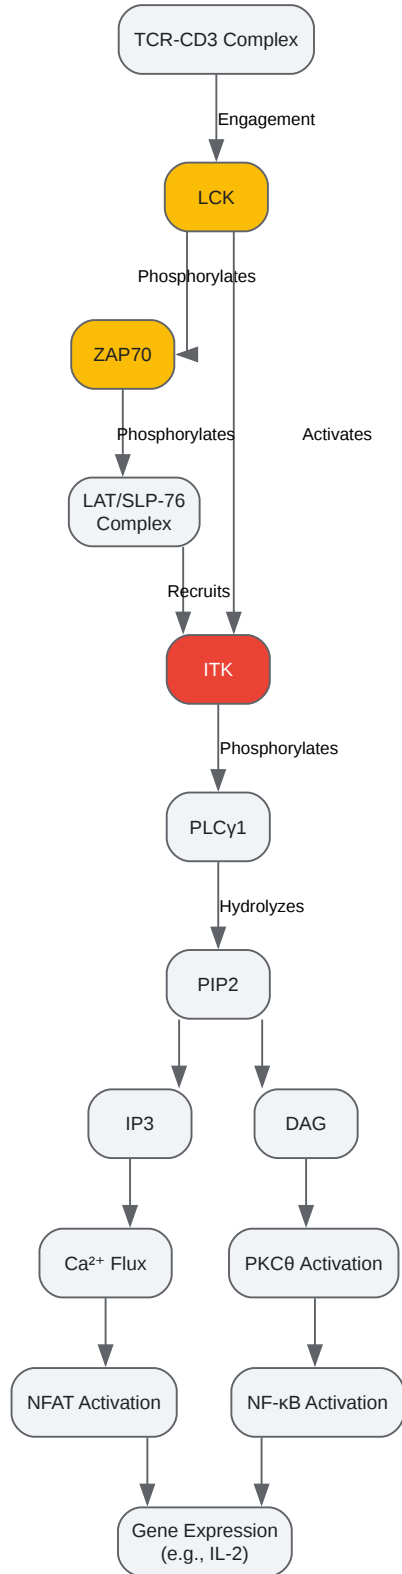 TCR-CD3 Complex
Engagement
LCK
Phosphorylates
ZAP70
Phosphorylates
Activates
LAT/SLP-76
Complex
Recruits
ITK
Phosphorylates
PLCγ1
Hydrolyzes
PIP2
IP3
DAG
Ca²⁺ Flux
PKCθ Activation
NFAT Activation
NF-κB Activation
Gene Expression
(e.g., IL-2)